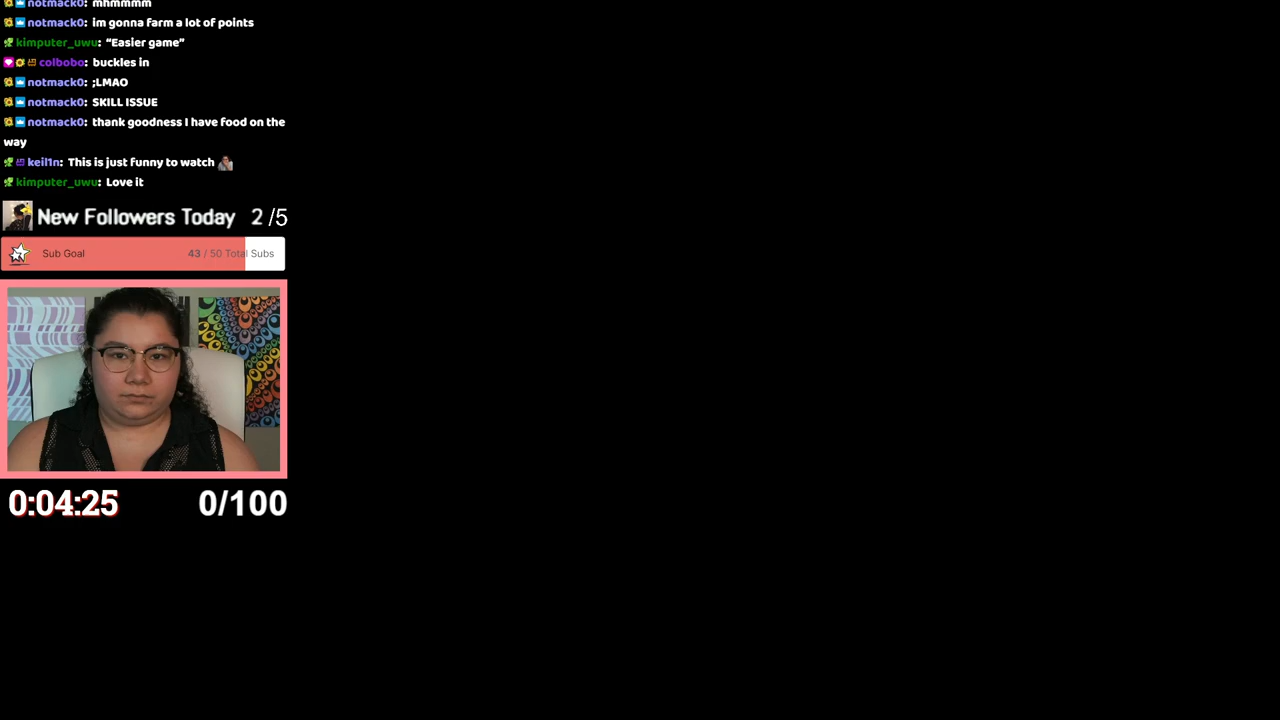 notmack0: mhmmmm
notmack0: im gonna farm a lot of points
kimputer_uwu: “Easier game”
colbobo: buckles in
notmack0: ;LMAO
notmack0: SKILL ISSUE
notmack0: thank goodness I have food on the
way
keil1n: This is just funny to watch
kimputer_uwu: Love it
New Followers Today 2 /5
Sub Goal 43 / 50 Total Subs
0:04:25 0/100